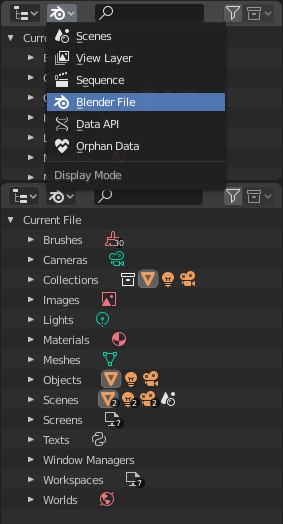 Curre
Scenes
View Layer
Sequence
Blender File
Data API
Orphan Data
Display Mode
Current File
Brushes 30
Cameras
Collections
Images
Lights
Materials
Meshes
Objects
Scenes 2 2 2
Screens 7
Texts
Window Managers
Workspaces 7
Worlds